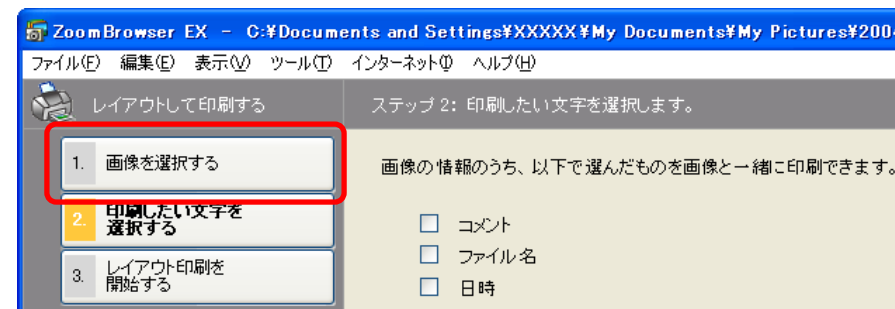 ZoomBrowser EX - C:¥Documents and Settings¥XXXXX¥My Documents¥My Pictures¥200
ファイル(F) 編集(E) 表示(V) ツール(T) インターネット(I) ヘルプ(H)
レイアウトして印刷する
ステップ 2: 印刷したい文字を選択します。
1. 画像を選択する
画像の情報のうち、以下で選んだものを画像と一緒に印刷できます。
2. 印刷したい文字を
選択する
コメント
ファイル名
3. レイアウト印刷を
開始する
日時